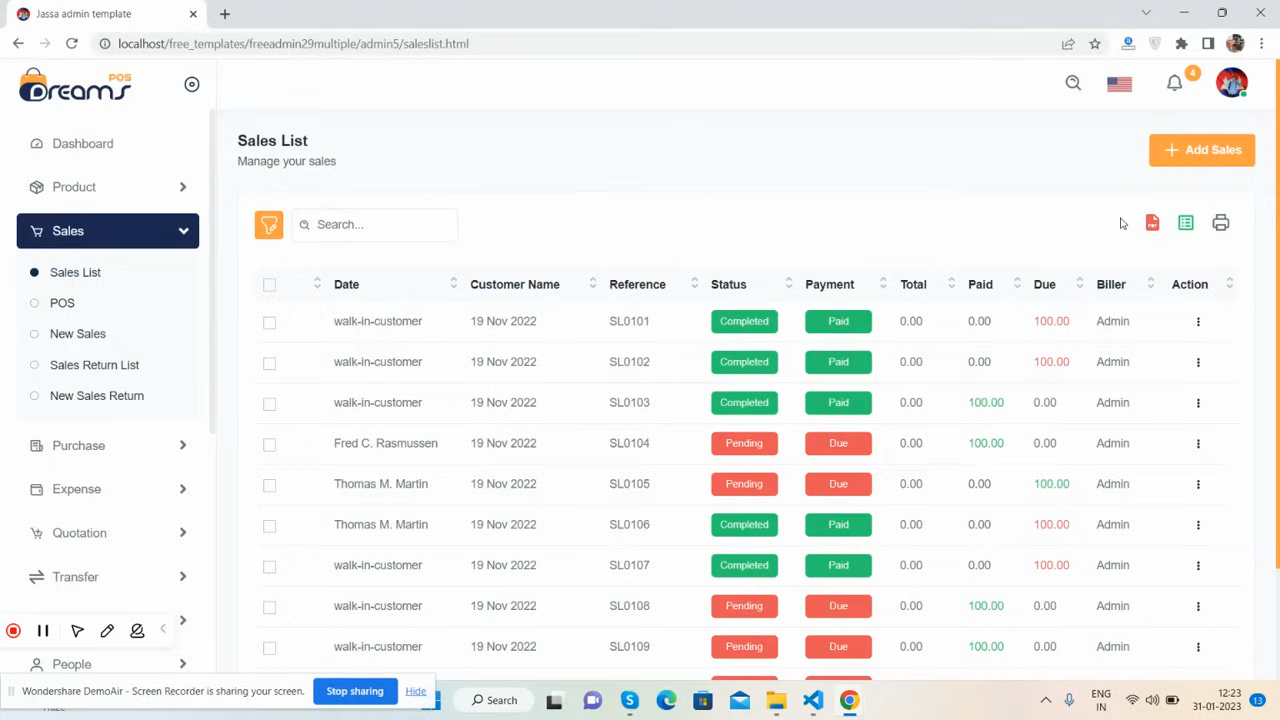 Jassa admin template
localhost/free_templates/freeadmin29multiple/admin5/saleslist.html
POS
Dreams
4
Dashboard
Product
Sales
Sales List
POS
New Sales
Sales Return List
New Sales Return
Purchase
Expense
Quotation
Transfer
People
Sales List
Manage your sales
Add Sales
Search...
PDF
Date Customer Name Reference Status Payment Total Paid Due Biller Action
walk-in-customer 19 Nov 2022 SL0101 Completed Paid 0.00 0.00 100.00 Admin
walk-in-customer 19 Nov 2022 SL0102 Completed Paid 0.00 0.00 100.00 Admin
walk-in-customer 19 Nov 2022 SL0103 Completed Paid 0.00 100.00 0.00 Admin
Fred C. Rasmussen 19 Nov 2022 SL0104 Pending Due 0.00 100.00 0.00 Admin
Thomas M. Martin 19 Nov 2022 SL0105 Pending Due 0.00 0.00 100.00 Admin
Thomas M. Martin 19 Nov 2022 SL0106 Completed Paid 0.00 0.00 100.00 Admin
walk-in-customer 19 Nov 2022 SL0107 Completed Paid 0.00 0.00 100.00 Admin
walk-in-customer 19 Nov 2022 SL0108 Pending Due 0.00 100.00 0.00 Admin
walk-in-customer 19 Nov 2022 SL0109 Pending Due 0.00 100.00 0.00 Admin
Wondershare DemoAir - Screen Recorder is sharing your screen. Stop sharing Hide
Search
ENG
IN
12:23
31-01-2023
13